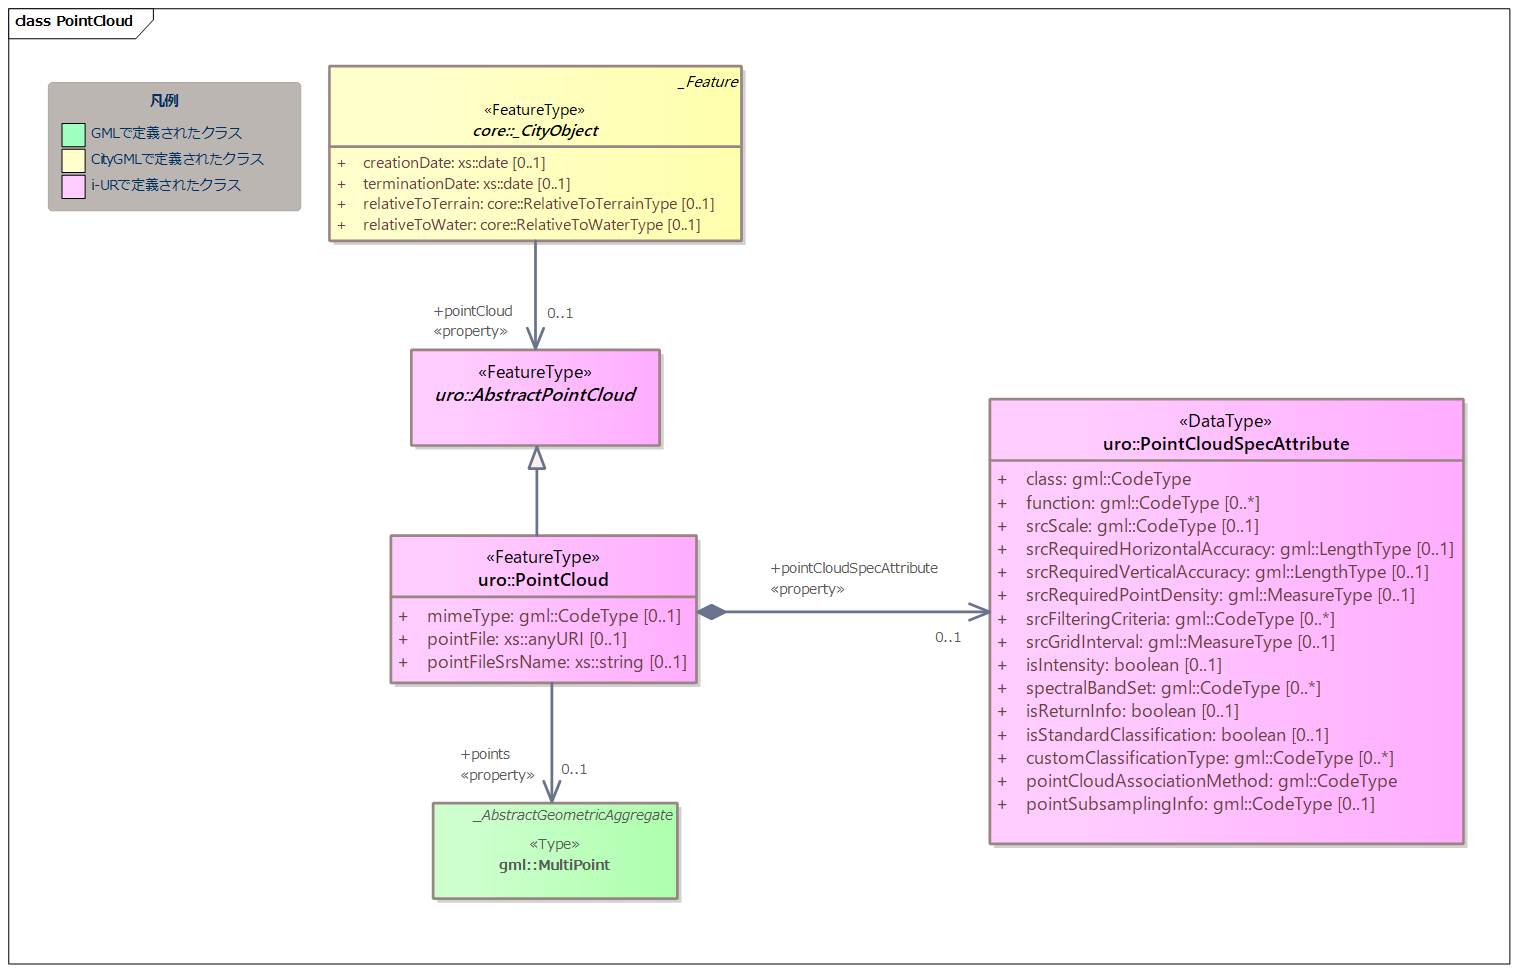 class PointCloud
凡例
GMLで定義されたクラス
CityGMLで定義されたクラス
i-URで定義されたクラス
_Feature
«FeatureType»
core::_CityObject
+ creationDate: xs::date [0..1]
+ terminationDate: xs::date [0..1]
+ relativeToTerrain: core::RelativeToTerrainType [0..1]
+ relativeToWater: core::RelativeToWaterType [0..1]
+pointCloud
«property»
0..1
«FeatureType»
uro::AbstractPointCloud
«FeatureType»
uro::PointCloud
+ mimeType: gml::CodeType [0..1]
+ pointFile: xs::anyURI [0..1]
+ pointFileSrsName: xs::string [0..1]
+pointCloudSpecAttribute
«property»
0..1
«DataType»
uro::PointCloudSpecAttribute
+ class: gml::CodeType
+ function: gml::CodeType [0..*]
+ srcScale: gml::CodeType [0..1]
+ srcRequiredHorizontalAccuracy: gml::LengthType [0..1]
+ srcRequiredVerticalAccuracy: gml::LengthType [0..1]
+ srcRequiredPointDensity: gml::MeasureType [0..1]
+ srcFilteringCriteria: gml::CodeType [0..*]
+ srcGridInterval: gml::MeasureType [0..1]
+ isIntensity: boolean [0..1]
+ spectralBandSet: gml::CodeType [0..*]
+ isReturnInfo: boolean [0..1]
+ isStandardClassification: boolean [0..1]
+ customClassificationType: gml::CodeType [0..*]
+ pointCloudAssociationMethod: gml::CodeType
+ pointSubsamplingInfo: gml::CodeType [0..1]
+points
«property»
0..1
_AbstractGeometricAggregate
«Type»
gml::MultiPoint